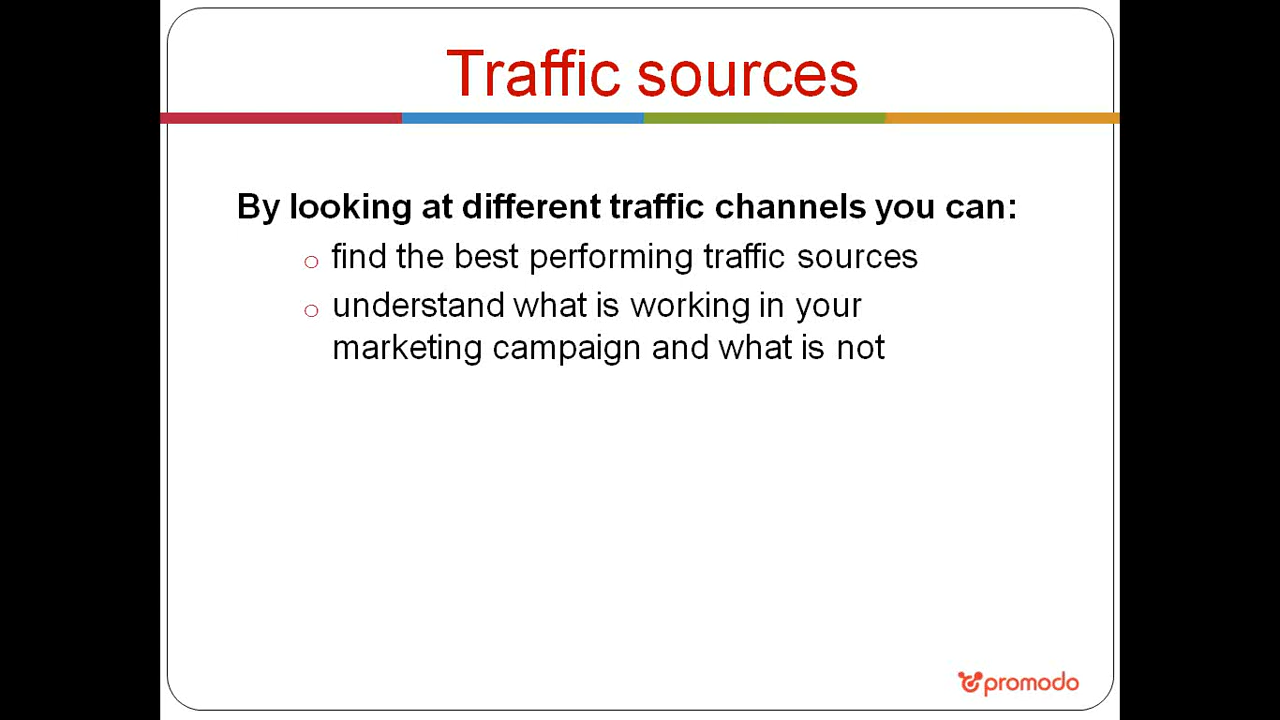 Traffic sources
By looking at different traffic channels you can:
o find the best performing traffic sources
o understand what is working in your
marketing campaign and what is not
promodo